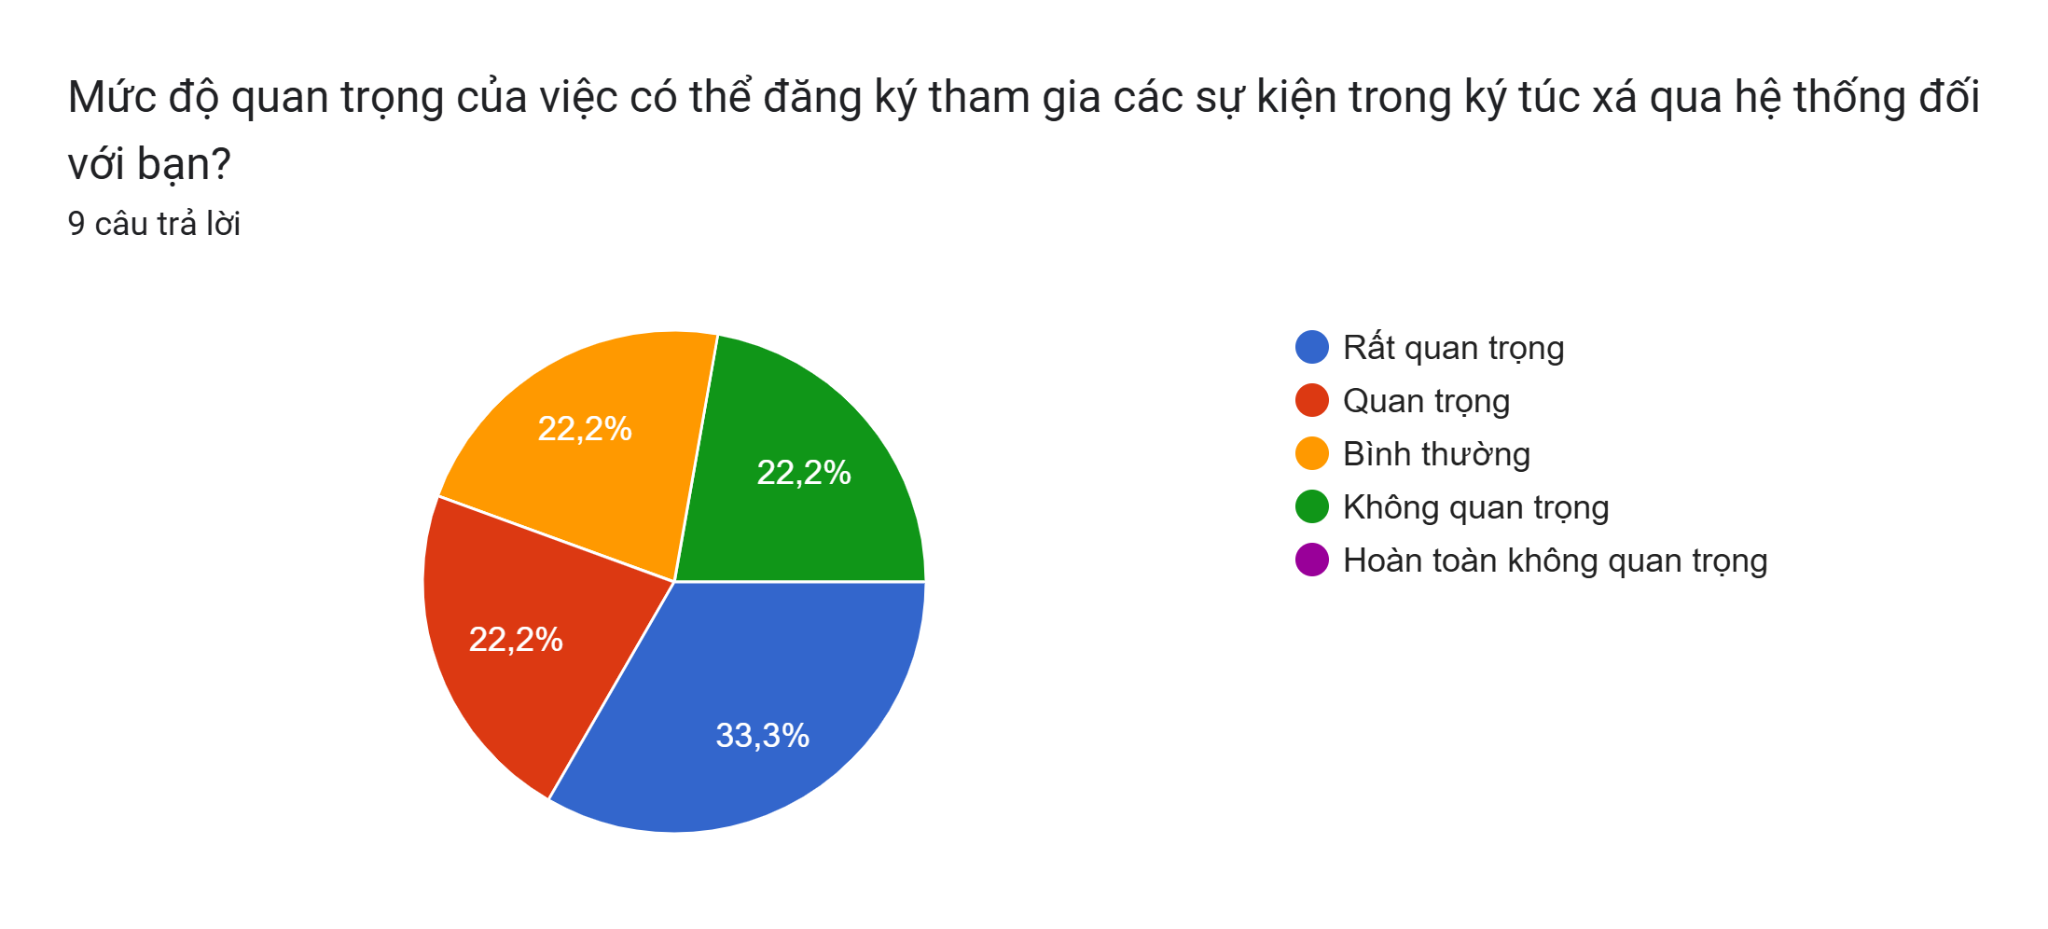 Mức độ quan trọng của việc có thể đăng ký tham gia các sự kiện trong ký túc xá qua hệ thống đối
với bạn?
9 câu trả lời
Rất quan trọng
Quan trọng
Bình thường
Không quan trọng
Hoàn toàn không quan trọng
22,2%
22,2%
22,2%
33,3%